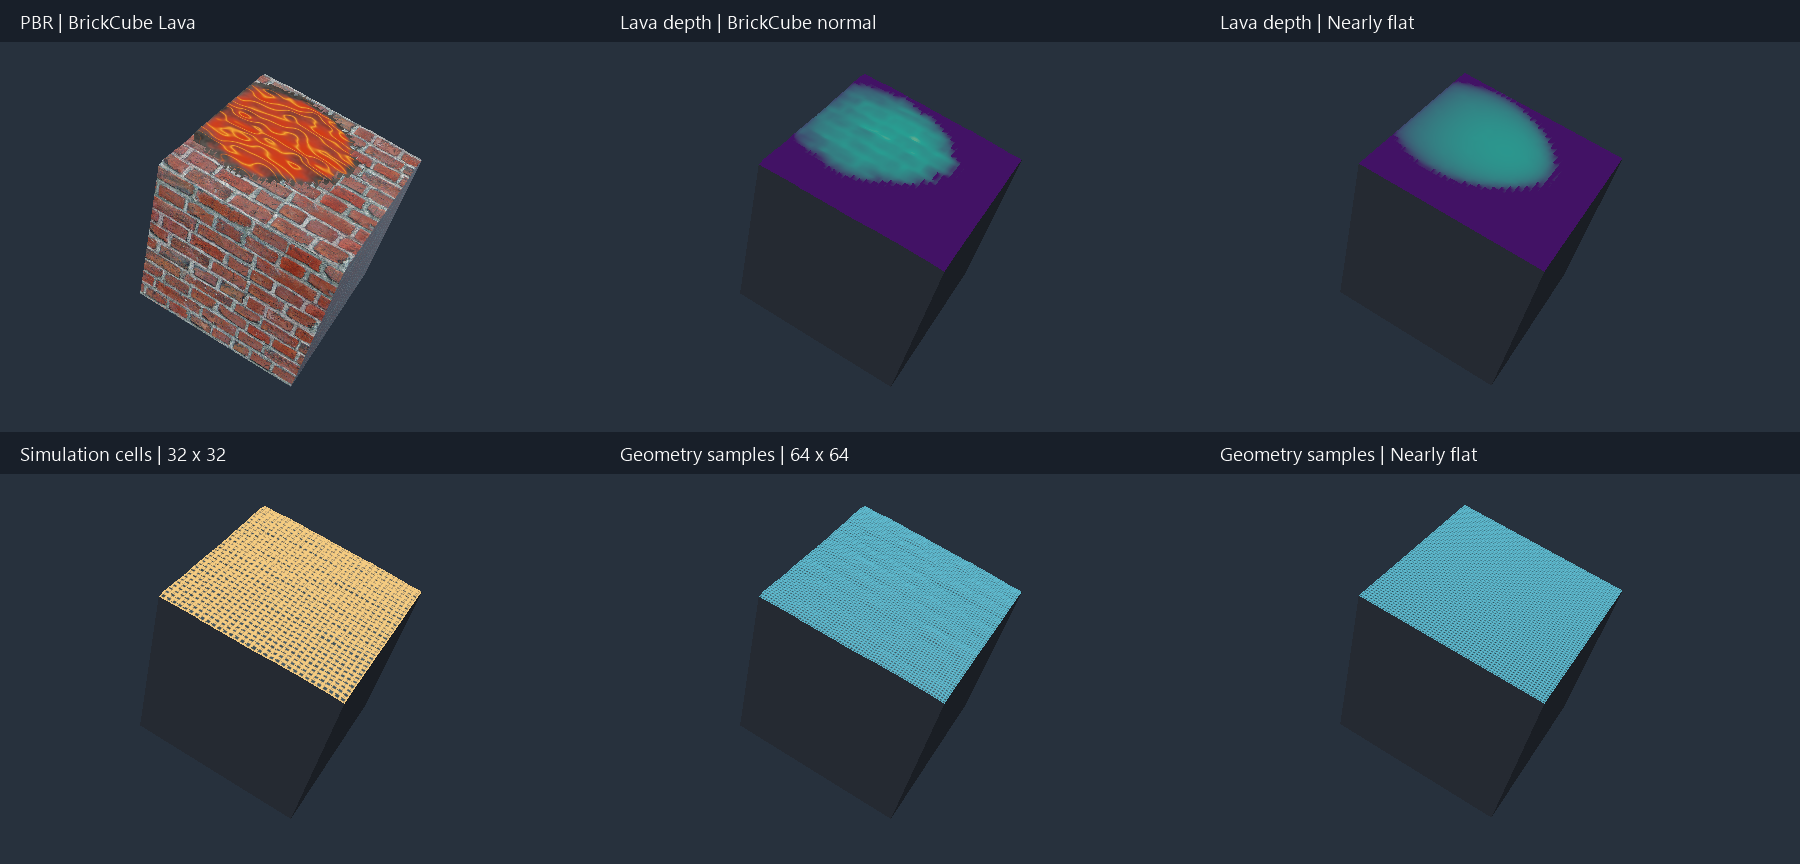 PBR | BrickCube Lava
Lava depth | BrickCube normal
Lava depth | Nearly flat
Simulation cells | 32 x 32
Geometry samples | 64 x 64
Geometry samples | Nearly flat